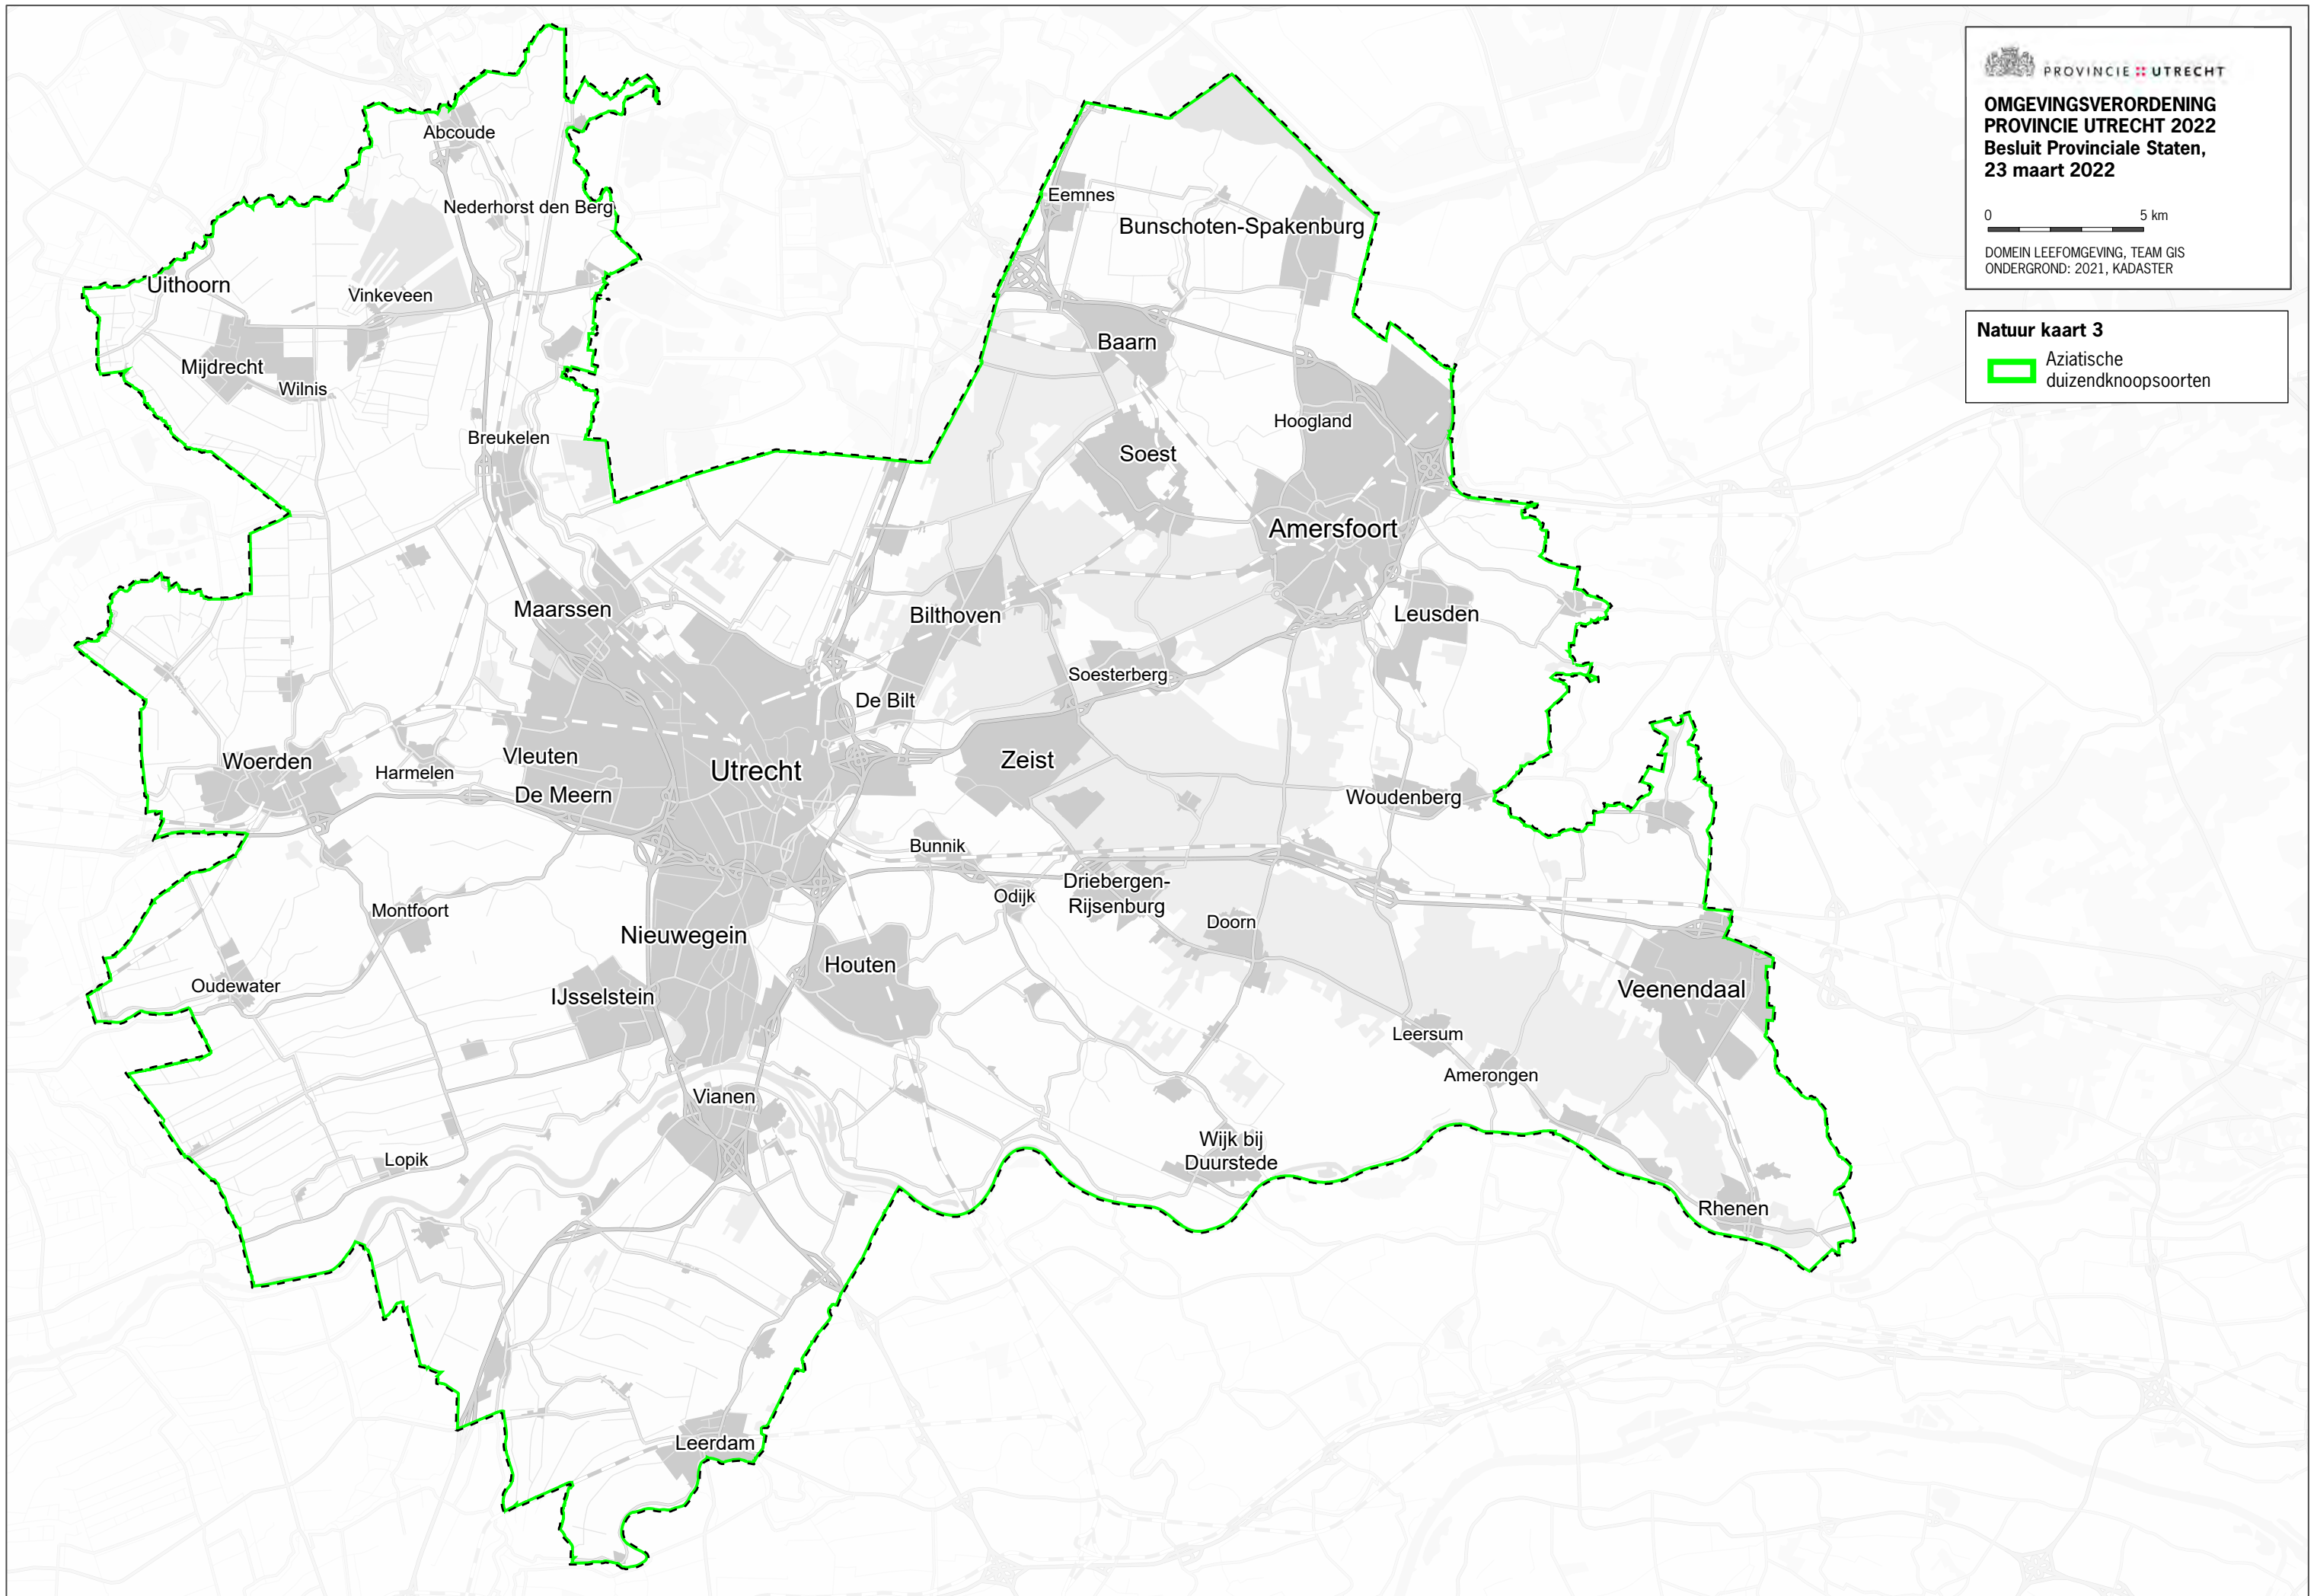 PROVINCIE UTRECHT
OMGEVINGSVERORDENING
PROVINCIE UTRECHT 2022
Besluit Provinciale Staten,
23 maart 2022
0 5 km
DOMEIN LEEFOMGEVING, TEAM GIS
ONDERGROND: 2021, KADASTER
Natuur kaart 3
Aziatische
duizendknoopsoorten
Abcoude
Eemnes
Nederhorst den Berg
Bunschoten-Spakenburg
Uithoorn
Vinkeveen
Baarn
Mijdrecht
Wilnis
Hoogland
Breukelen
Soest
Amersfoort
Maarssen
Bilthoven
Leusden
Soesterberg
De Bilt
Vleuten
Zeist
Woerden
Utrecht
Harmelen
De Meern
Woudenberg
Bunnik
Driebergen-
Rijsenburg
Odijk
Montfoort
Doorn
Nieuwegein
Houten
Oudewater
Veenendaal
IJsselstein
Leersum
Amerongen
Vianen
Wijk bij
Duurstede
Lopik
Rhenen
Leerdam